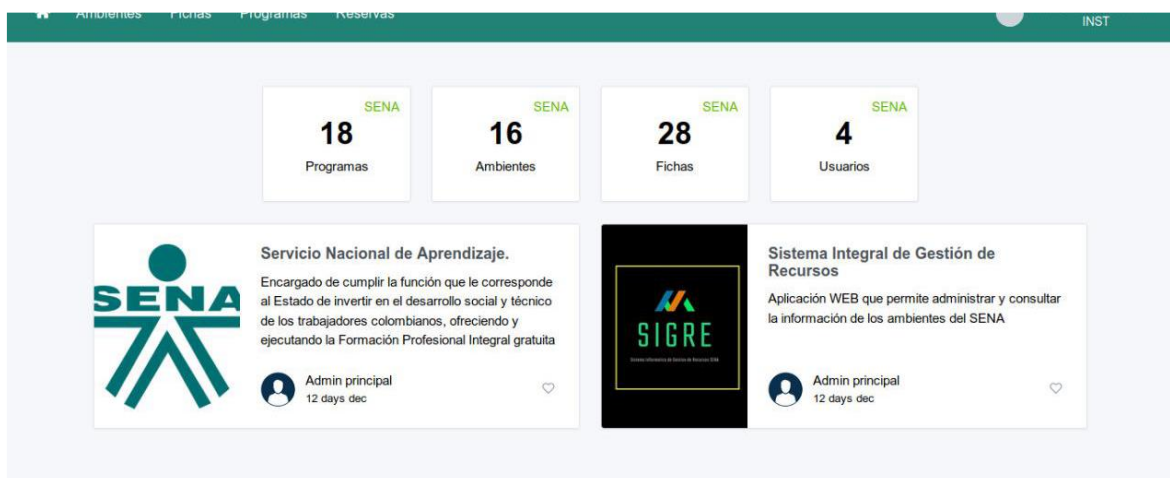 Ambientes Fichas Programas Reservas
INST
SENA
18
Programas
SENA
16
Ambientes
SENA
28
Fichas
SENA
4
Usuarios
SENA
Servicio Nacional de Aprendizaje.
Encargado de cumplir la función que le corresponde
al Estado de invertir en el desarrollo social y técnico
de los trabajadores colombianos, ofreciendo y
ejecutando la Formación Profesional Integral gratuita
Admin principal
12 days dec
SIGRE
Sistema Integral de Gestión de
Recursos
Aplicación WEB que permite administrar y consultar
la información de los ambientes del SENA
Admin principal
12 days dec